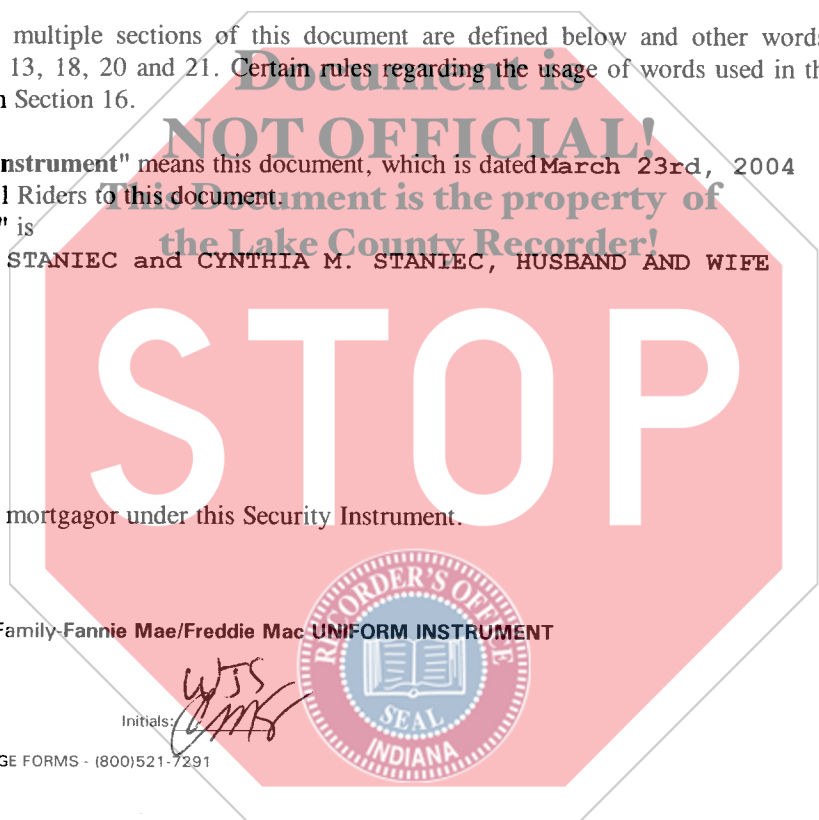 multiple sections of this document are defined below and other words
13, 18, 20 and 21. Certain rules regarding the usage of words used in
Section 16.
Document is
NOT OFFICIAL!
This Document is the property of
the Lake County Recorder!
nstrument" means this document, which is dated March 23rd, 2004
l Riders to this document.
" is
STANIEC and CYNTHIA M. STANIEC, HUSBAND AND WIFE
STOP
mortgagor under this Security Instrument.
Family-Fannie Mae/Freddie Mac UNIFORM INSTRUMENT
RECORDER'S OFFICE
SEAL
INDIANA
WJS
Initials: CMS
GE FORMS - (800)521-7291